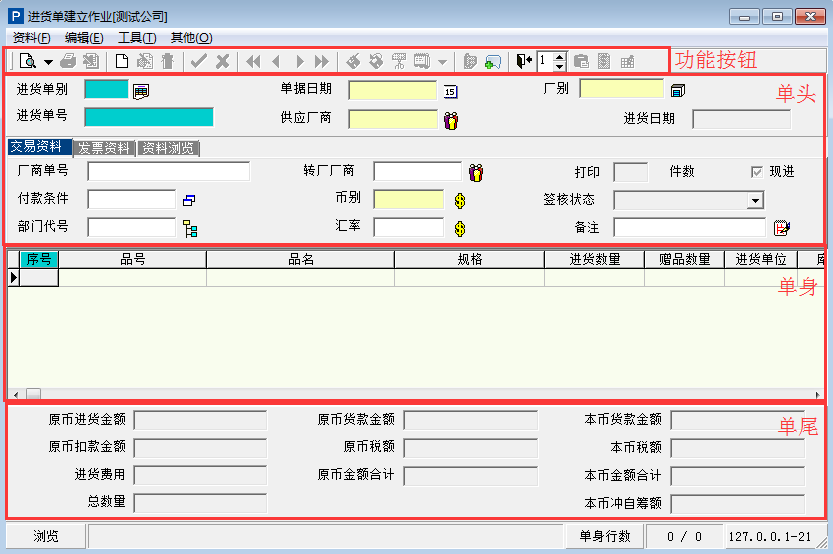 P 进货单建立作业[测试公司]
资料(F) 编辑(E) 工具(T) 其他(O)
1 功能按钮
进货单别 单据日期 15 厂别 单头
进货单号 供应厂商 进货日期
交易资料 发票资料 资料浏览
厂商单号 转厂厂商 打印 件数 现进
付款条件 币别 签核状态
部门代号 汇率 备注
序号 品号 品名 规格 进货数量 赠品数量 进货单位
单身
原币进货金额 原币货款金额 本币货款金额 单尾
原币扣款金额 原币税额 本币税额
进货费用 原币金额合计 本币金额合计
总数量 本币冲自筹额
浏览 单身行数 0 / 0 127.0.0.1-21